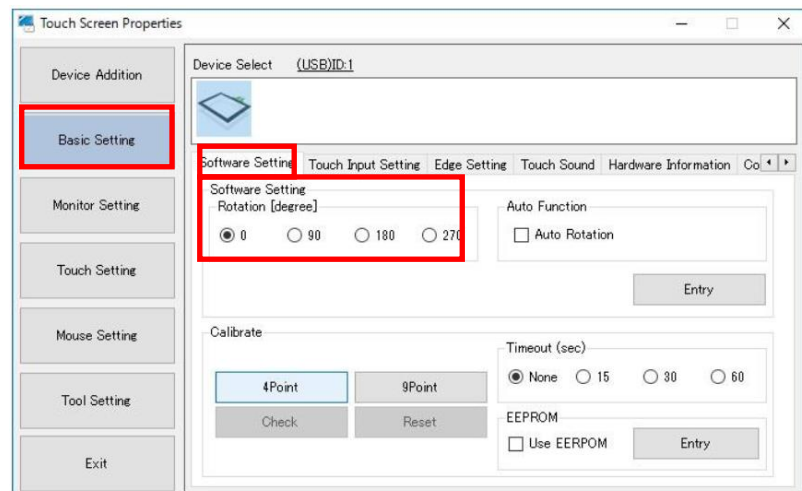 Touch Screen Properties
Device Addition
Basic Setting
Monitor Setting
Touch Setting
Mouse Setting
Tool Setting
Exit
Device Select (USB)ID:1
Software Setting Touch Input Setting Edge Setting Touch Sound Hardware Information Co
Software Setting
Rotation [degree]
0 90 180 270
Auto Function
Auto Rotation
Entry
Calibrate
4Point 9Point
Check Reset
Timeout (sec)
None 15 30 60
EEPROM
Use EERPOM Entry